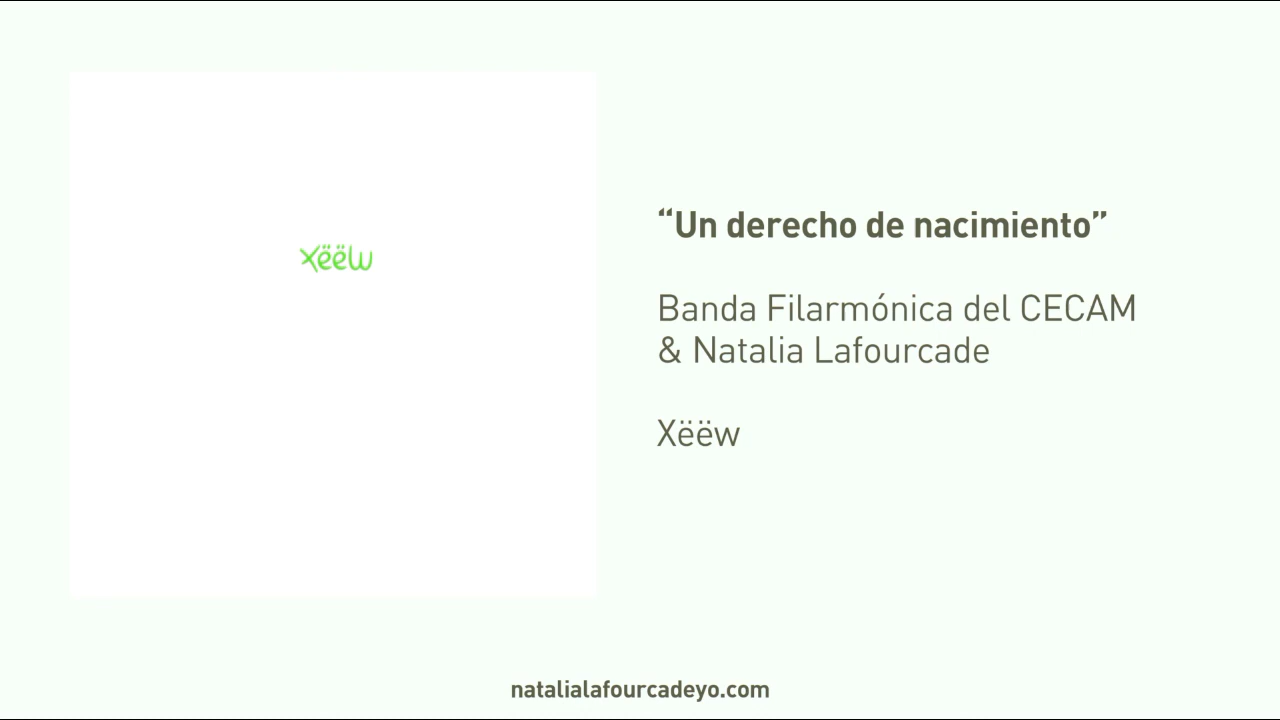 xëëw
“Un derecho de nacimiento”
Banda Filarmónica del CECAM
& Natalia Lafourcade
Xëëw
natalialafourcadeyo.com